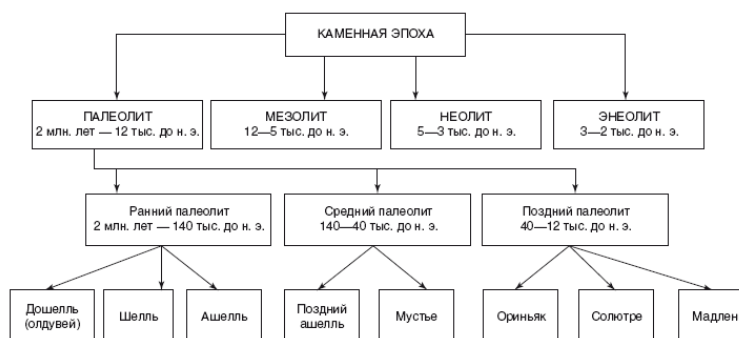 КАМЕННАЯ ЭПОХА
ПАЛЕОЛИТ
2 млн. лет — 12 тыс. до н. э.
МЕЗОЛИТ
12—5 тыс. до н. э.
НЕОЛИТ
5—3 тыс. до н. э.
ЭНЕОЛИТ
3—2 тыс. до н. э.
Ранний палеолит
2 млн. лет — 140 тыс. до н. э.
Средний палеолит
140—40 тыс. до н. э.
Поздний палеолит
40—12 тыс. до н. э.
Дошелль
(олдувей)
Шелль
Ашелль
Поздний
ашелль
Мустье
Ориньяк
Солютре
Мадлен